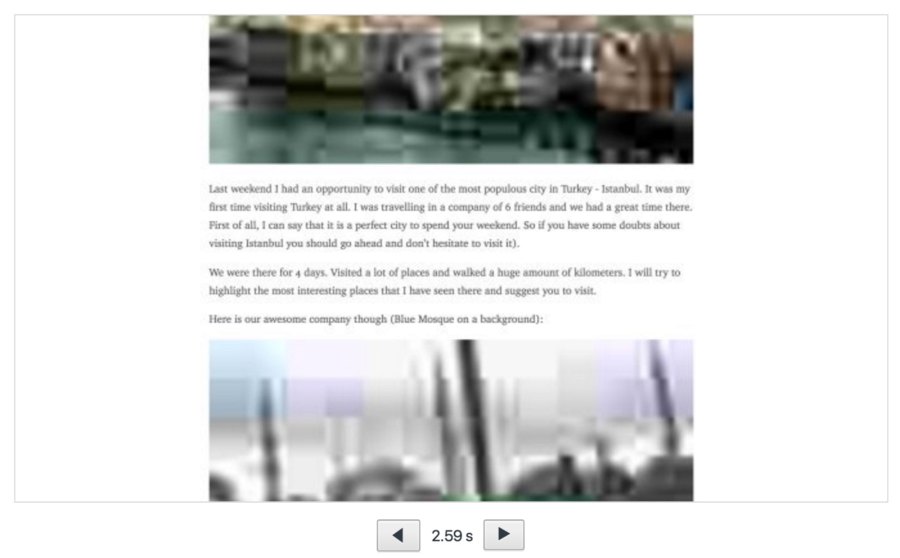 Last weekend I had an opportunity to visit one of the most populous city in Turkey - Istanbul. It was my
first time visiting Turkey at all. I was travelling in a company of 6 friends and we had a great time there.
First of all, I can say that it is a perfect city to spend your weekend. So if you have some doubts about
visiting Istanbul you should go ahead and don't hesitate to visit it).
We were there for 4 days. Visited a lot of places and walked a huge amount of kilometers. I will try to
highlight the most interesting places that I have seen there and suggest you to visit.
Here is our awesome company though (Blue Mosque on a background):
2.59 s